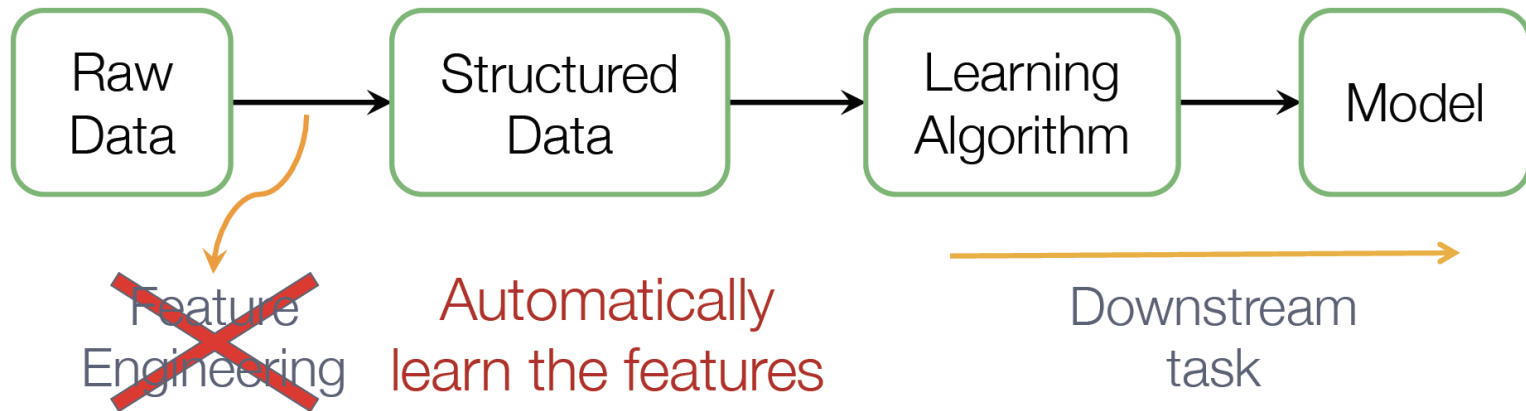 Raw
Data
Structured
Data
Learning
Algorithm
Model
Feature
Engineering
Automatically
learn the features
Downstream
task